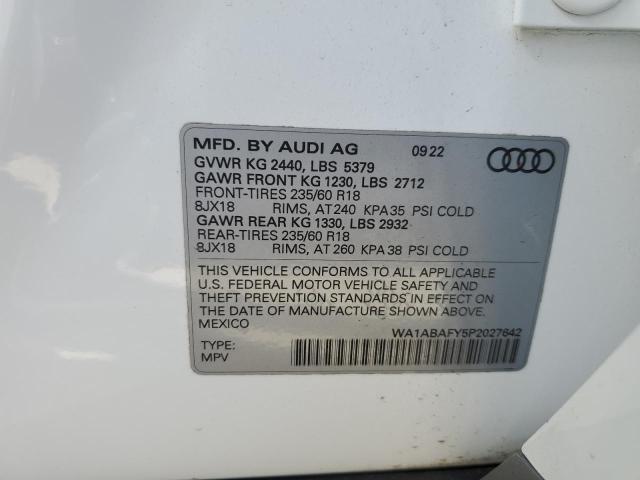 MFD. BY AUDI AG 09 22
GVWR KG 2440, LBS 5379
GAWR FRONT KG 1230, LBS 2712
FRONT-TIRES 235/60 R18
8JX18 RIMS, AT 240 KPA 35 PSI COLD
GAWR REAR KG 1330, LBS 2932
REAR-TIRES 235/60 R18
8JX18 RIMS, AT 260 KPA 38 PSI COLD
THIS VEHICLE CONFORMS TO ALL APPLICABLE
U.S. FEDERAL MOTOR VEHICLE SAFETY AND
THEFT PREVENTION STANDARDS IN EFFECT ON
THE DATE OF MANUFACTURE SHOWN ABOVE.
MEXICO
WA1ABAFY5P2027642
TYPE:
MPV